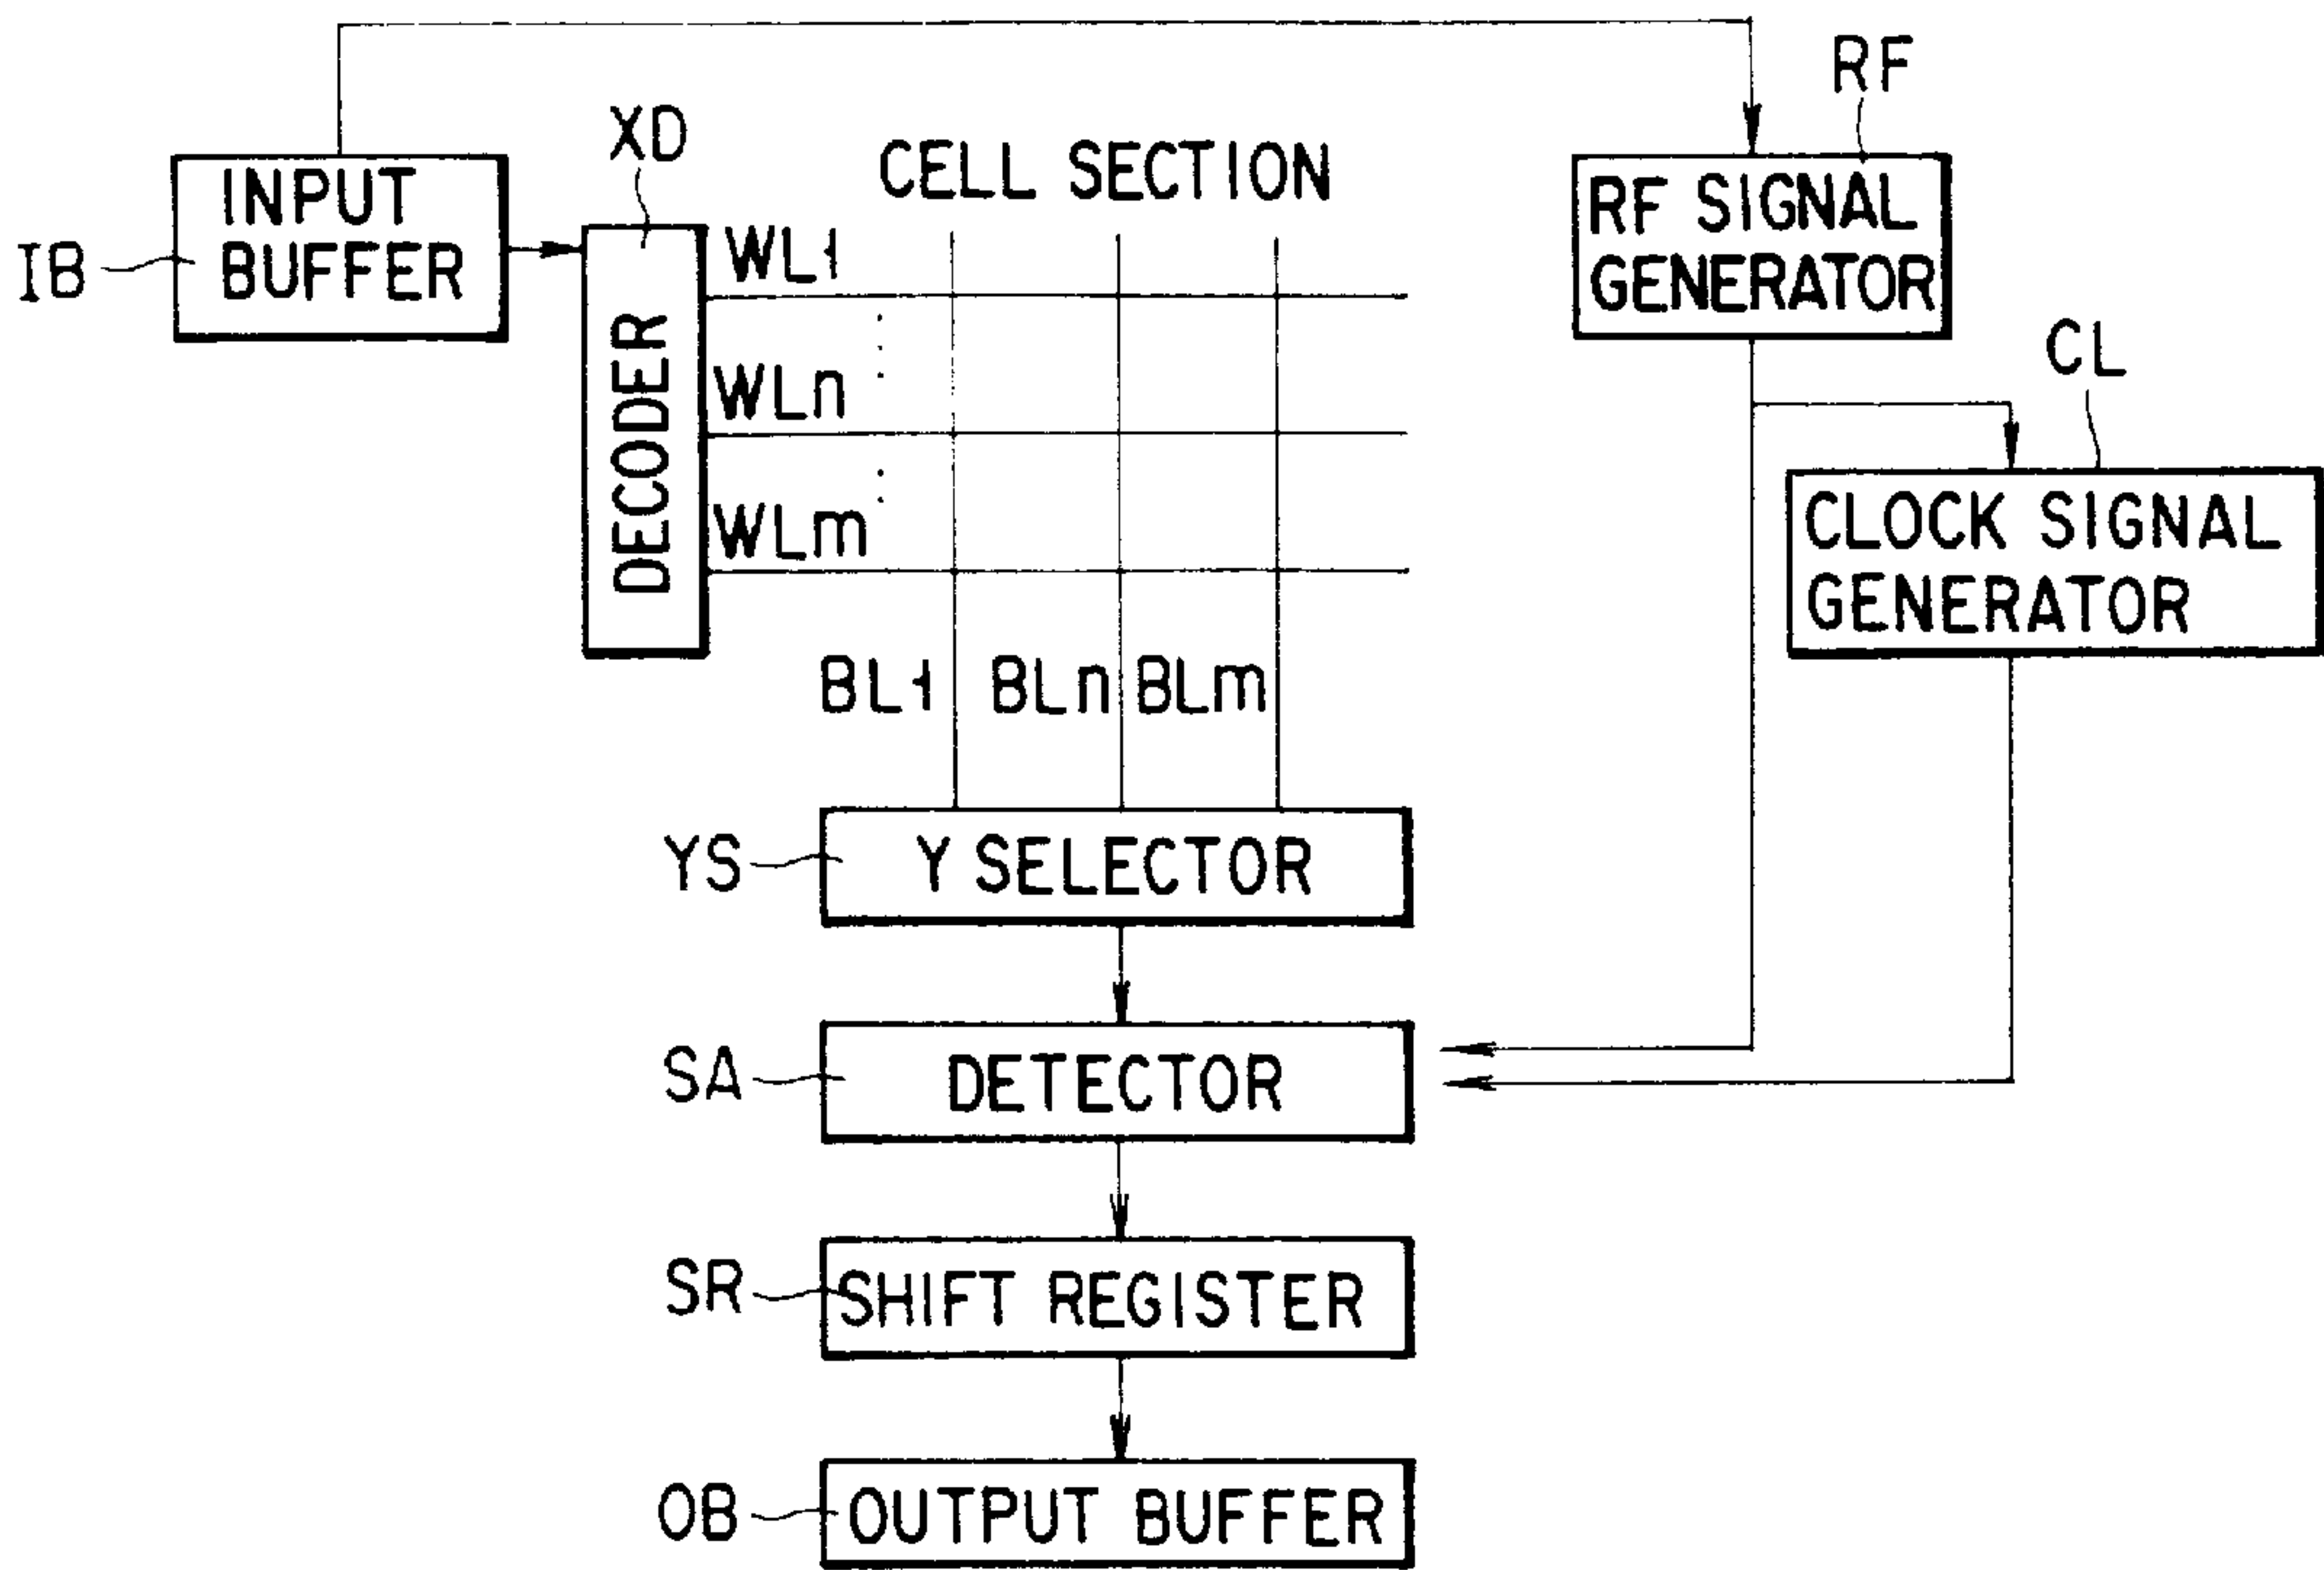 RF
XD
CELL SECTION
INPUT
BUFFER
IB
RF SIGNAL
GENERATOR
WL1
DECODER
WLn
WLm
CL
CLOCK SIGNAL
GENERATOR
BL1 BLn BLm
YS
Y SELECTOR
SA
DETECTOR
SR
SHIFT REGISTER
OB
OUTPUT BUFFER